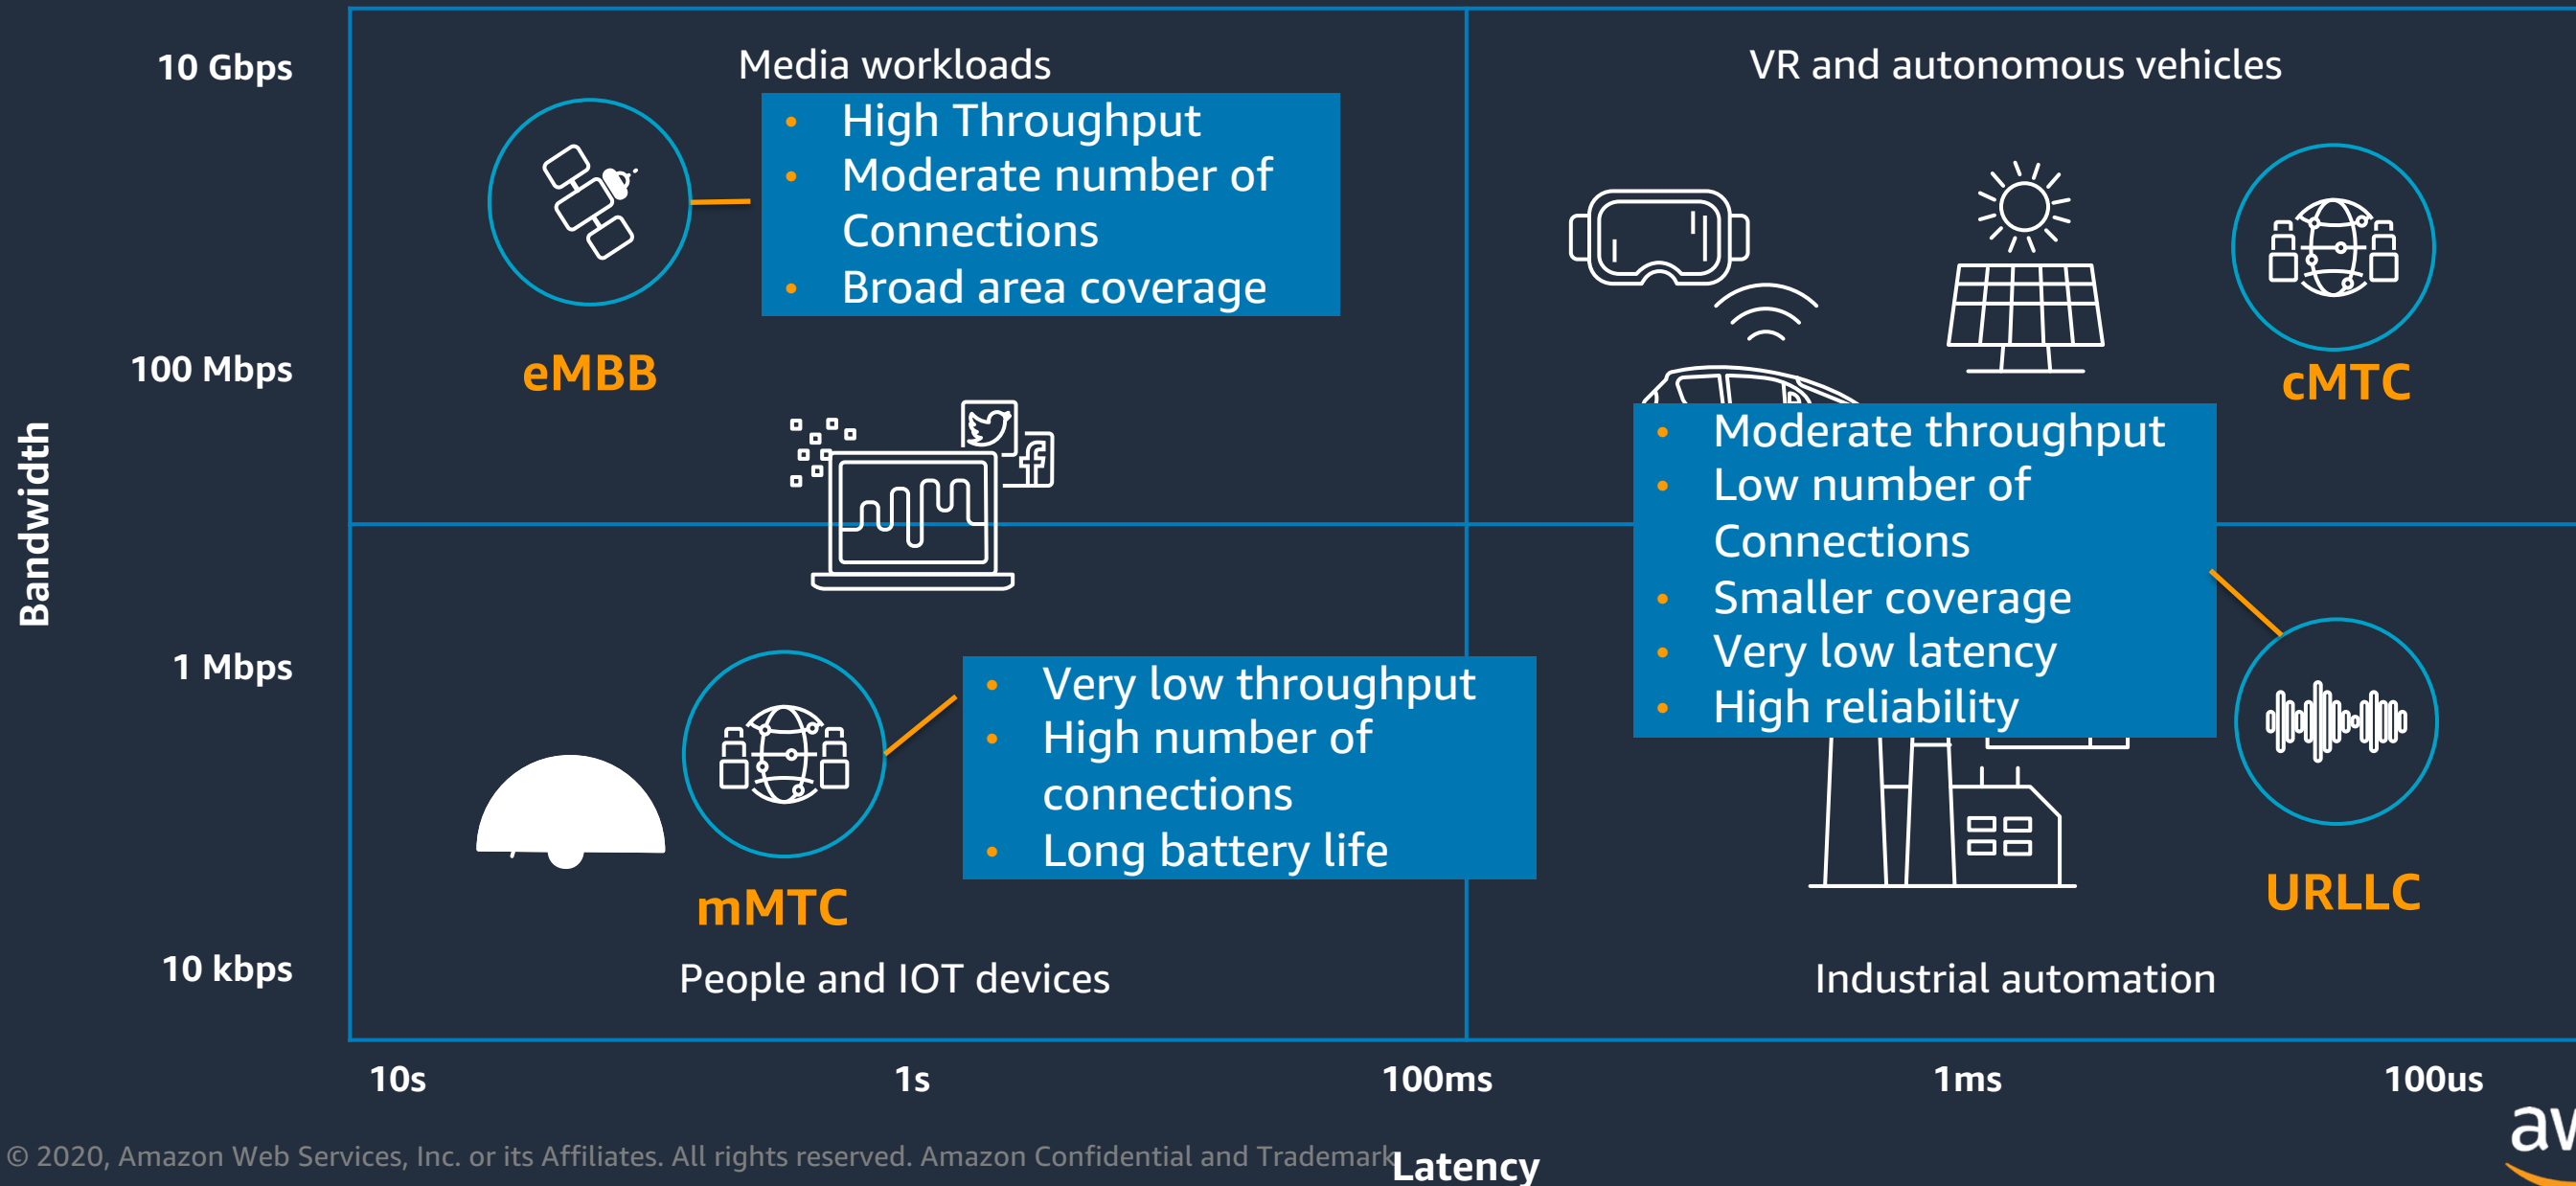 10 Gbps
100 Mbps
1 Mbps
10 kbps
Bandwidth
Media workloads
• High Throughput
• Moderate number of
Connections
• Broad area coverage
eMBB
VR and autonomous vehicles
cMTC
• Moderate throughput
• Low number of
Connections
• Smaller coverage
• Very low latency
• High reliability
URLLC
Industrial automation
• Very low throughput
• High number of
connections
• Long battery life
mMTC
People and IOT devices
10s
1s
100ms
1ms
100us
Latency
© 2020, Amazon Web Services, Inc. or its Affiliates. All rights reserved. Amazon Confidential and Trademark